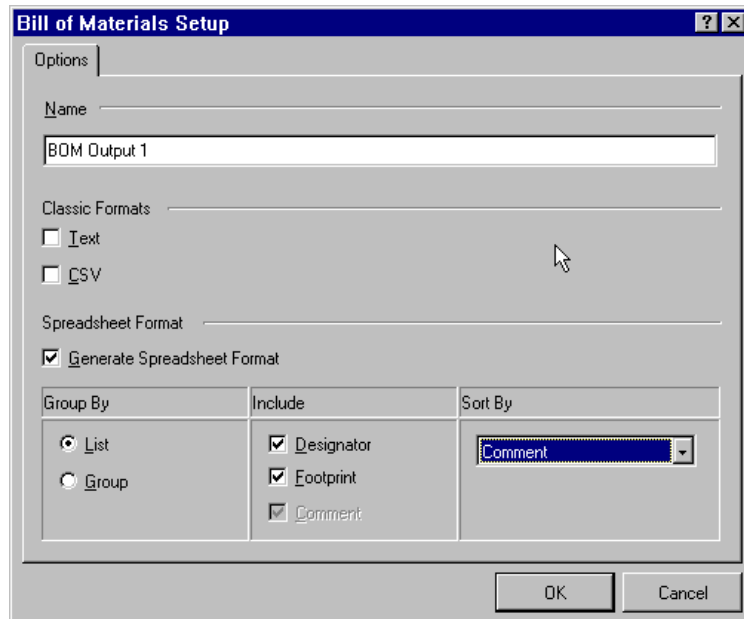 Bill of Materials Setup
Options
Name
BOM Output 1
Classic Formats
Text
CSV
Spreadsheet Format
Generate Spreadsheet Format
Group By
Include
Sort By
List
Designator
Comment
Group
Footprint
Comment
OK
Cancel